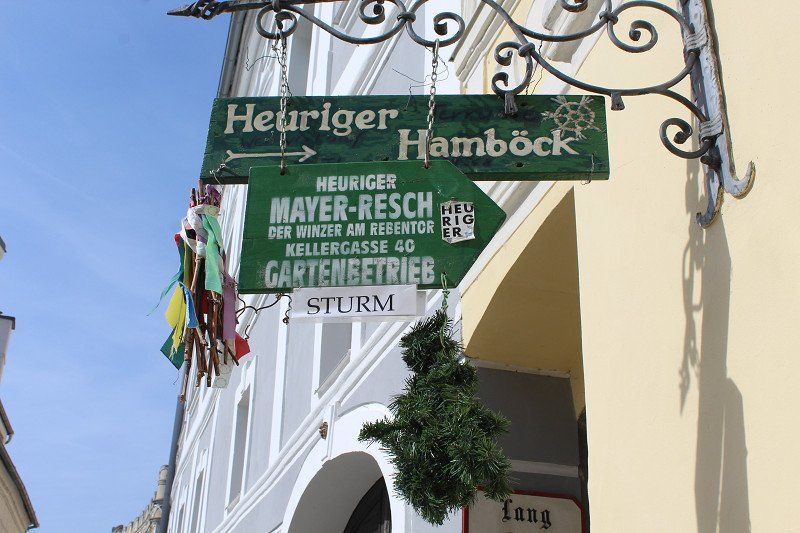 Heuriger
Hamböck
HEURIGER
MAYER-RESCH
DER WINZER AM REBENTOR
KELLERGASSE 40
GARTENBETRIEB
HEU
RIG
ER
STURM
Lang